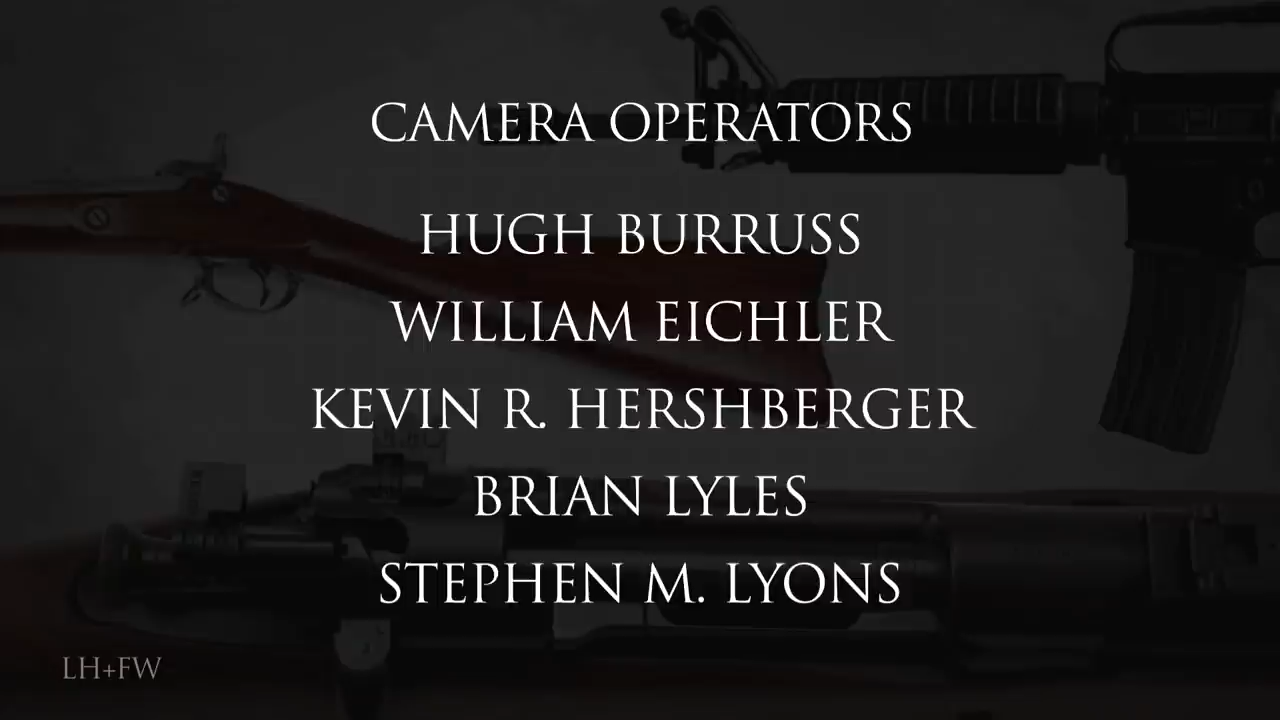 CAMERA OPERATORS
HUGH BURRUSS
WILLIAM EICHLER
KEVIN R. HERSHBERGER
BRIAN LYLES
STEPHEN M. LYONS
LH+FW